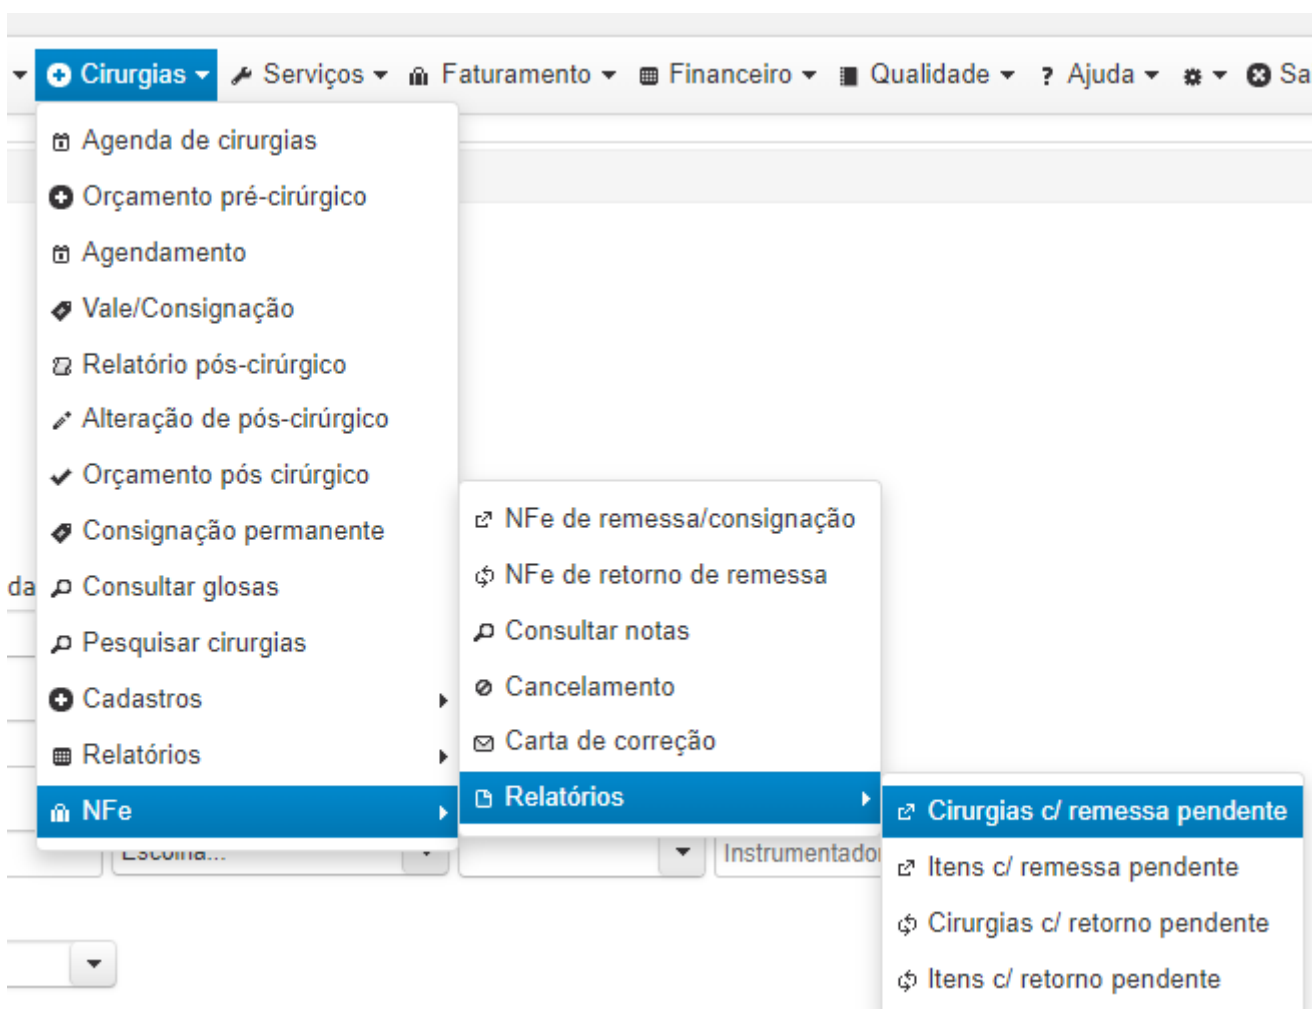 Cirurgias Serviços Faturamento Financeiro Qualidade ? Ajuda Sa
Agenda de cirurgias
Orçamento pré-cirúrgico
Agendamento
Vale/Consignação
Relatório pós-cirúrgico
Alteração de pós-cirúrgico
Orçamento pós cirúrgico
Consignação permanente
da
Consultar glosas
Pesquisar cirurgias
Cadastros
Relatórios
NFe
NFe de remessa/consignação
NFe de retorno de remessa
Consultar notas
Cancelamento
Carta de correção
Relatórios
Cirurgias c/ remessa pendente
Itens c/ remessa pendente
Cirurgias c/ retorno pendente
Itens c/ retorno pendente
Escolha...
Instrumentador